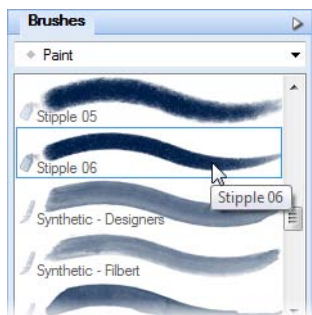 Brushes
Paint
Stipple 05
Stipple 06
Stipple 06
Synthetic - Designers
Synthetic - Filbert